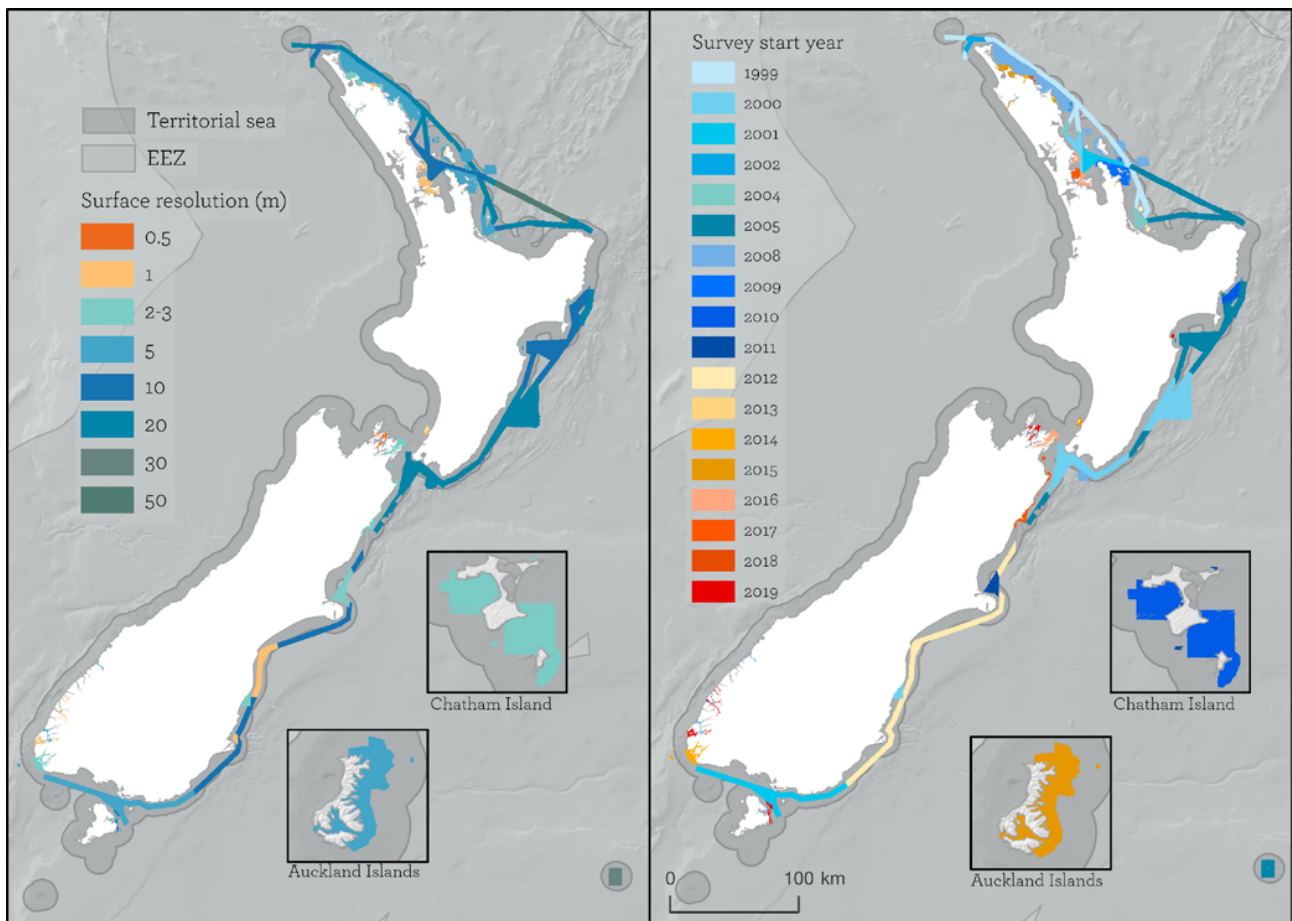 Territorial sea
EEZ
Surface resolution (m)
0.5
1
2-3
5
10
20
30
50
Chatham Island
Auckland Islands
Survey start year
1999
2000
2001
2002
2004
2005
2008
2009
2010
2011
2012
2013
2014
2015
2016
2017
2018
2019
Chatham Island
Auckland Islands
0 100 km